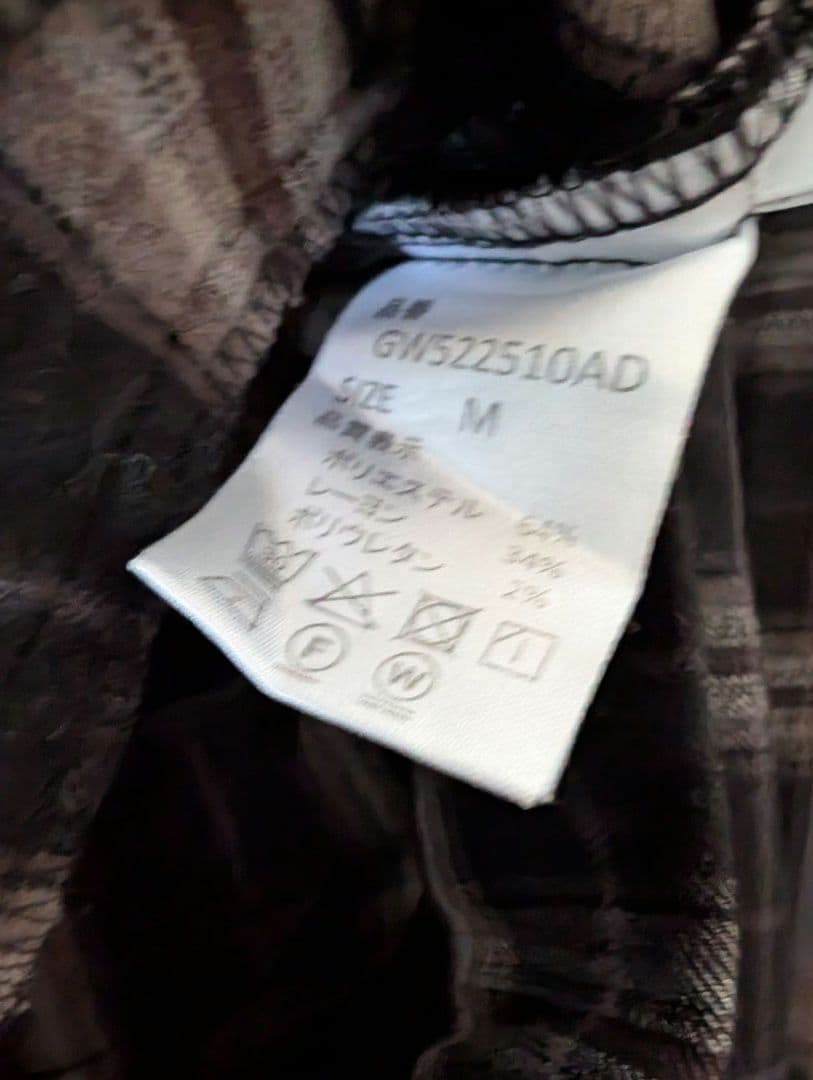 品番
GW522510AD
SIZE M
品質表示
ポリエステル 64%
レーヨン 34%
ポリウレタン 2%
F
W